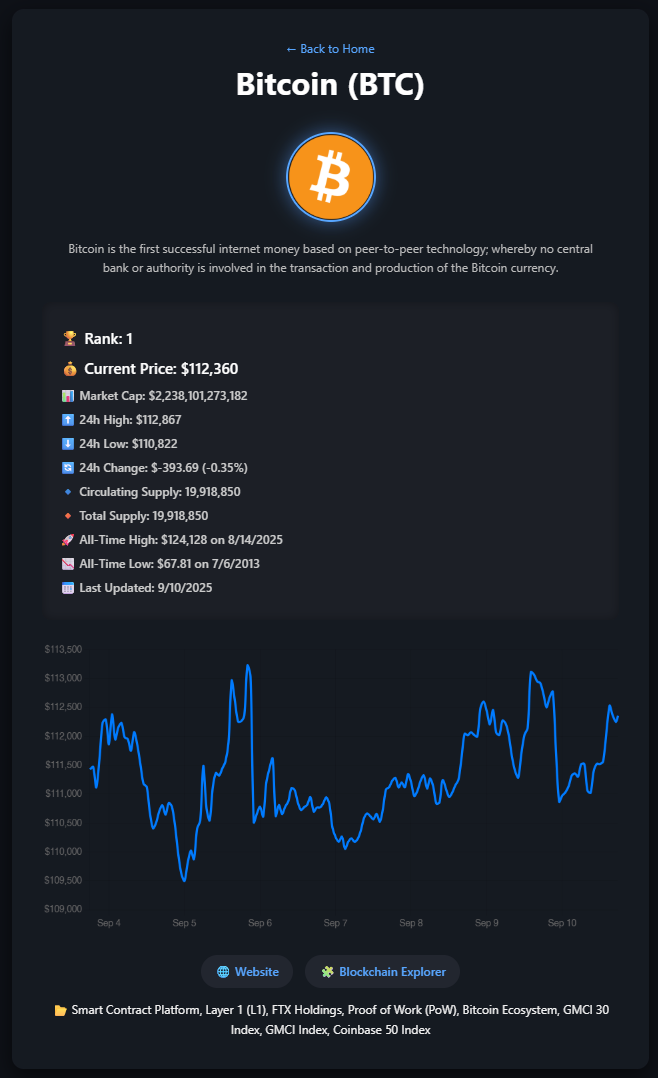 ← Back to Home
Bitcoin (BTC)
Bitcoin is the first successful internet money based on peer-to-peer technology; whereby no central
bank or authority is involved in the transaction and production of the Bitcoin currency.
🏆 Rank: 1
💰 Current Price: $112,360
📊 Market Cap: $2,238,101,273,182
⬆️ 24h High: $112,867
⬇️ 24h Low: $110,822
🔄 24h Change: $-393.69 (-0.35%)
🔹 Circulating Supply: 19,918,850
🔸 Total Supply: 19,918,850
🚀 All-Time High: $124,128 on 8/14/2025
📉 All-Time Low: $67.81 on 7/6/2013
📅 Last Updated: 9/10/2025
$113,500
$113,000
$112,500
$112,000
$111,500
$111,000
$110,500
$110,000
$109,500
$109,000
Sep 4 Sep 5 Sep 6 Sep 7 Sep 8 Sep 9 Sep 10
🌐 Website 🧩 Blockchain Explorer
📂 Smart Contract Platform, Layer 1 (L1), FTX Holdings, Proof of Work (PoW), Bitcoin Ecosystem, GMCI 30
Index, GMCI Index, Coinbase 50 Index